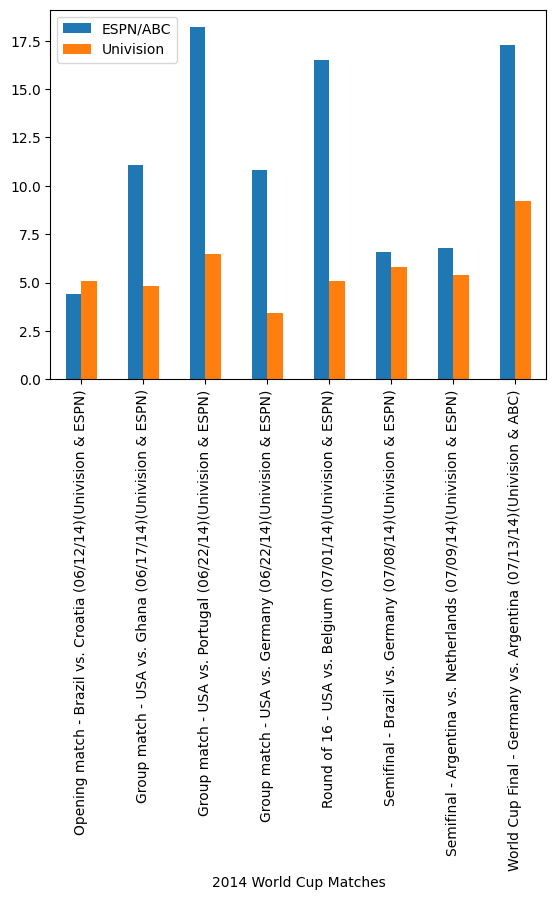 ESPN/ABC
Univision
17.5
15.0
12.5
10.0
7.5
5.0
2.5
0.0
Opening match - Brazil vs. Croatia (06/12/14)(Univision & ESPN)
Group match - USA vs. Ghana (06/17/14)(Univision & ESPN)
Group match - USA vs. Portugal (06/22/14)(Univision & ESPN)
Group match - USA vs. Germany (06/22/14)(Univision & ESPN)
Round of 16 - USA vs. Belgium (07/01/14)(Univision & ESPN)
Semifinal - Brazil vs. Germany (07/08/14)(Univision & ESPN)
Semifinal - Argentina vs. Netherlands (07/09/14)(Univision & ESPN)
World Cup Final - Germany vs. Argentina (07/13/14)(Univision & ABC)
2014 World Cup Matches